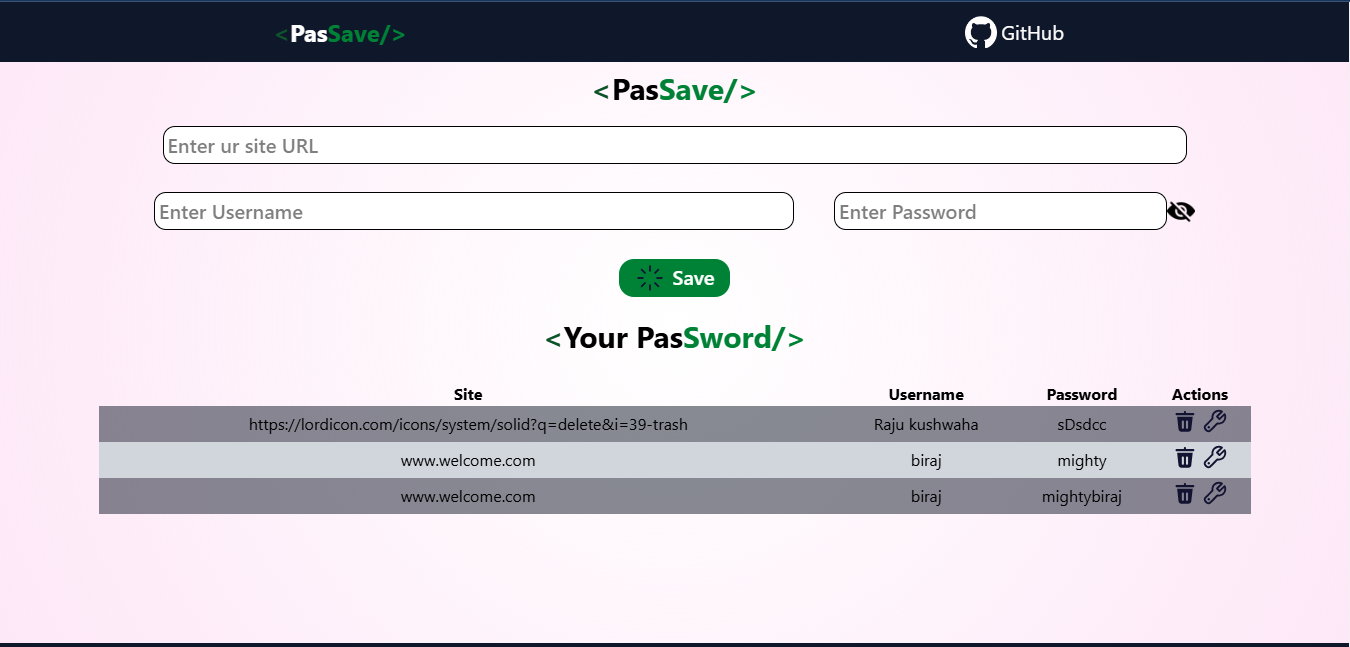 <PasSave/> GitHub
<PasSave/>
Enter ur site URL
Enter Username Enter Password
Save
<Your PasSword/>
Site Username Password Actions
https://lordicon.com/icons/system/solid?q=delete&i=39-trash Raju kushwaha sDsdcc
www.welcome.com biraj mighty
www.welcome.com biraj mightybiraj